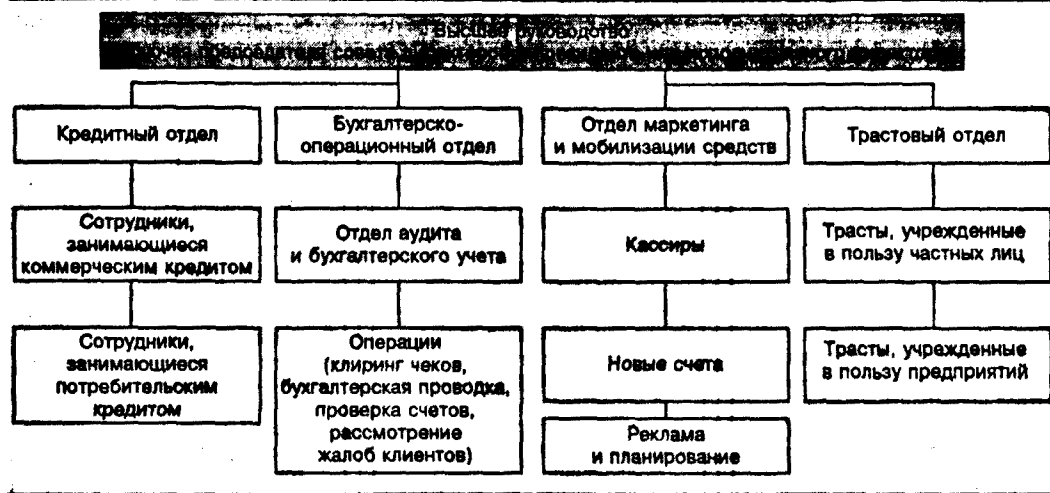 Высшее руководство
Кредитный отдел
Бухгалтерско-
операционный отдел
Отдел маркетинга
и мобилизации средств
Трастовый отдел
Сотрудники,
занимающиеся
коммерческим кредитом
Отдел аудита
и бухгалтерского учета
Кассиры
Трасты, учрежденные
в пользу частных лиц
Сотрудники,
занимающиеся
потребительским
кредитом
Операции
(клиринг чеков,
бухгалтерская проводка,
проверка счетов,
рассмотрение
жалоб клиентов)
Новые счета
Трасты, учрежденные
в пользу предприятий
Реклама
и планирование